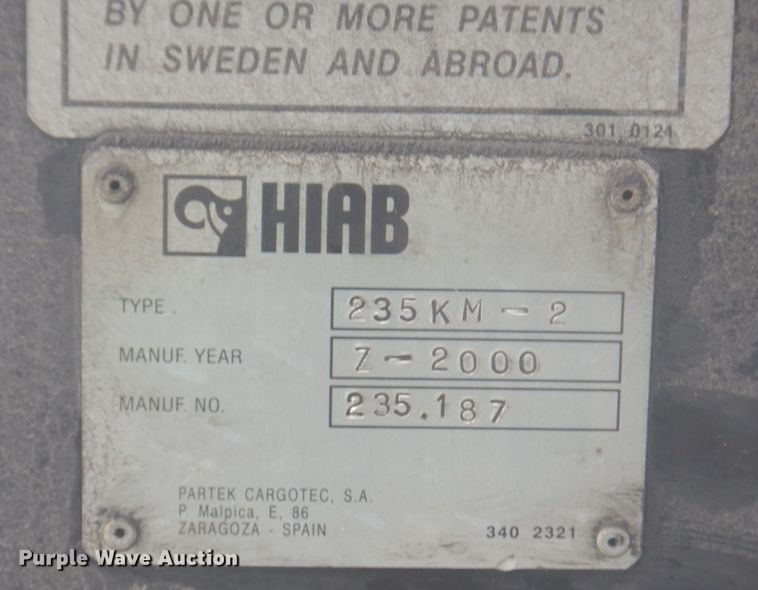 BY ONE OR MORE PATENTS
IN SWEDEN AND ABROAD.
301 0121
HIAB
TYPE . 235KM-2
MANUF. YEAR Z-2000
MANUF. NO. 235.187
PARTEK CARGOTEC, S.A.
P. Malpica, E, 86
ZARAGOZA - SPAIN
340 2321
Purple Wave Auction